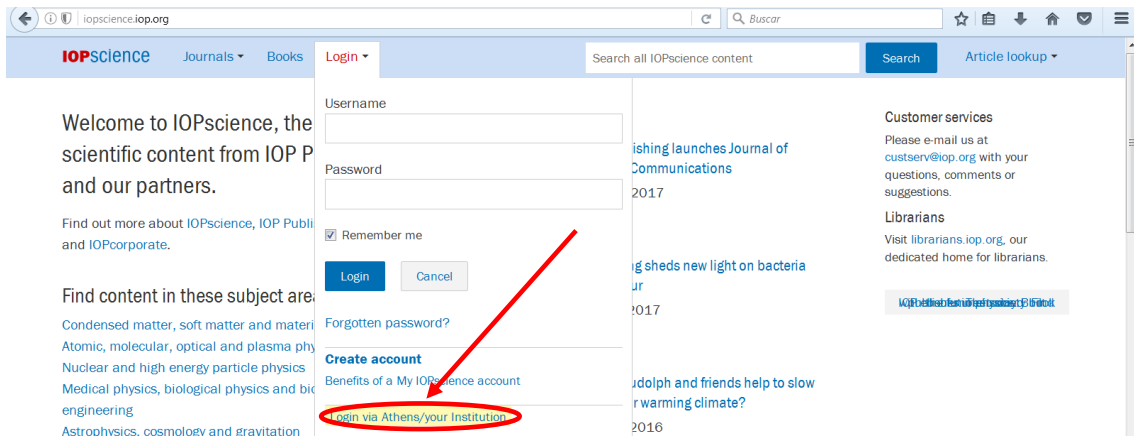 iopscience.iop.org
Buscar
IOPscience Journals Books Login Search all IOPscience content Search Article lookup
Username
Password
Remember me
Login Cancel
Forgotten password?
Create account
Benefits of a My IOPscience account
Login via Athens/your Institution
Welcome to IOPscience, the
scientific content from IOP P
and our partners.
Find out more about IOPscience, IOP Publi
and IOPcorporate.
Find content in these subject area
Condensed matter, soft matter and materi
Atomic, molecular, optical and plasma phy
Nuclear and high energy particle physics
Medical physics, biological physics and bio
engineering
Astrophysics, cosmology and gravitation
ishing launches Journal of
Communications
2017
ng sheds new light on bacteria
ur
2017
udolph and friends help to slow
r warming climate?
2016
Customer services
Please e-mail us at
custserv@iop.org with your
questions, comments or
suggestions.
Librarians
Visit librarians.iop.org, our
dedicated home for librarians.